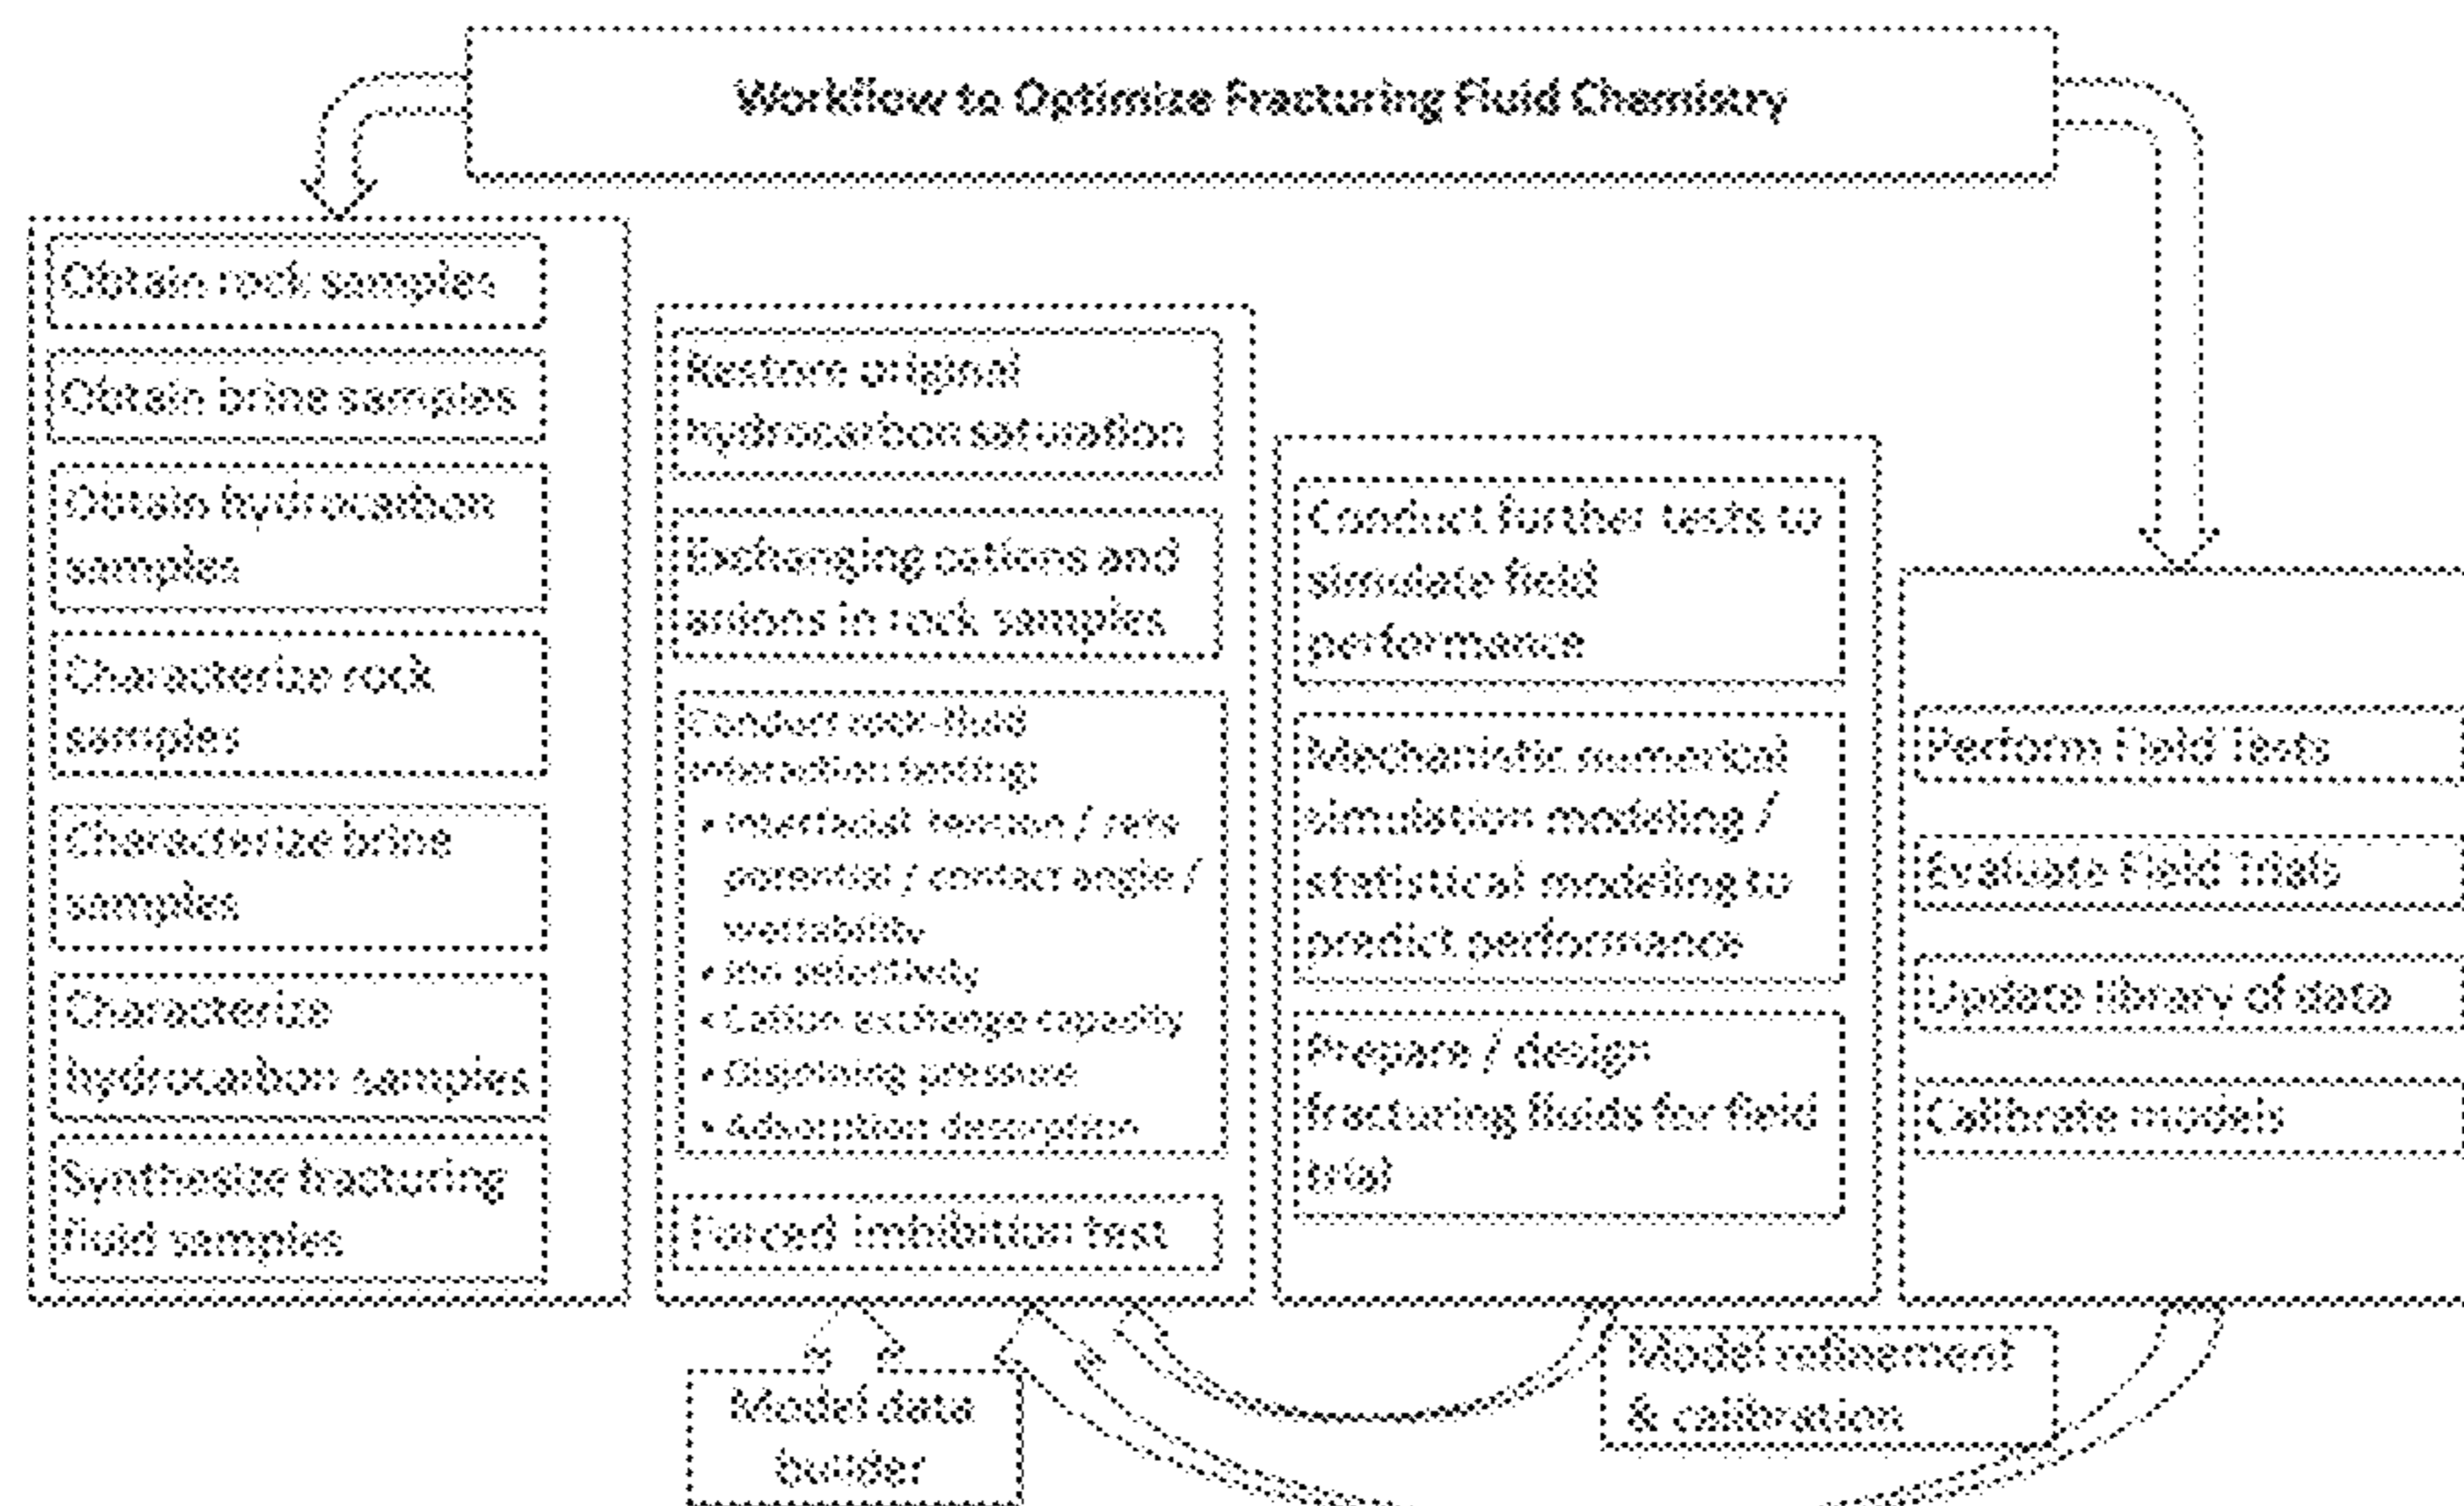 Workflow to Optimize Fracturing Fluid Chemistry
Obtain rock samples
Obtain brine samples
Obtain hydrocarbon
samples
Characterize rock
samples
Characterize brine
samples
Characterize
hydrocarbon samples
Synthesize fracturing
fluid samples
Restore original
hydrocarbon saturation
Exchanging cations and
anions in rock samples
Conduct rock-fluid
interaction testing
• Interfacial tension / zeta
potential / contact angle /
wettability
• Ion selectivity
• Cation exchange capacity
• Disjoining pressure
• Adsorption desorption
Forced imbibition test
Conduct further tests to
simulate field
performance
Mechanistic numerical
simulation modeling /
statistical modeling to
predict performance
Prepare / design
fracturing fluids for field
trial
Perform Field Tests
Evaluate Field Trials
Update library of data
Calibrate models
Model data
builder
Model refinement
& calibration